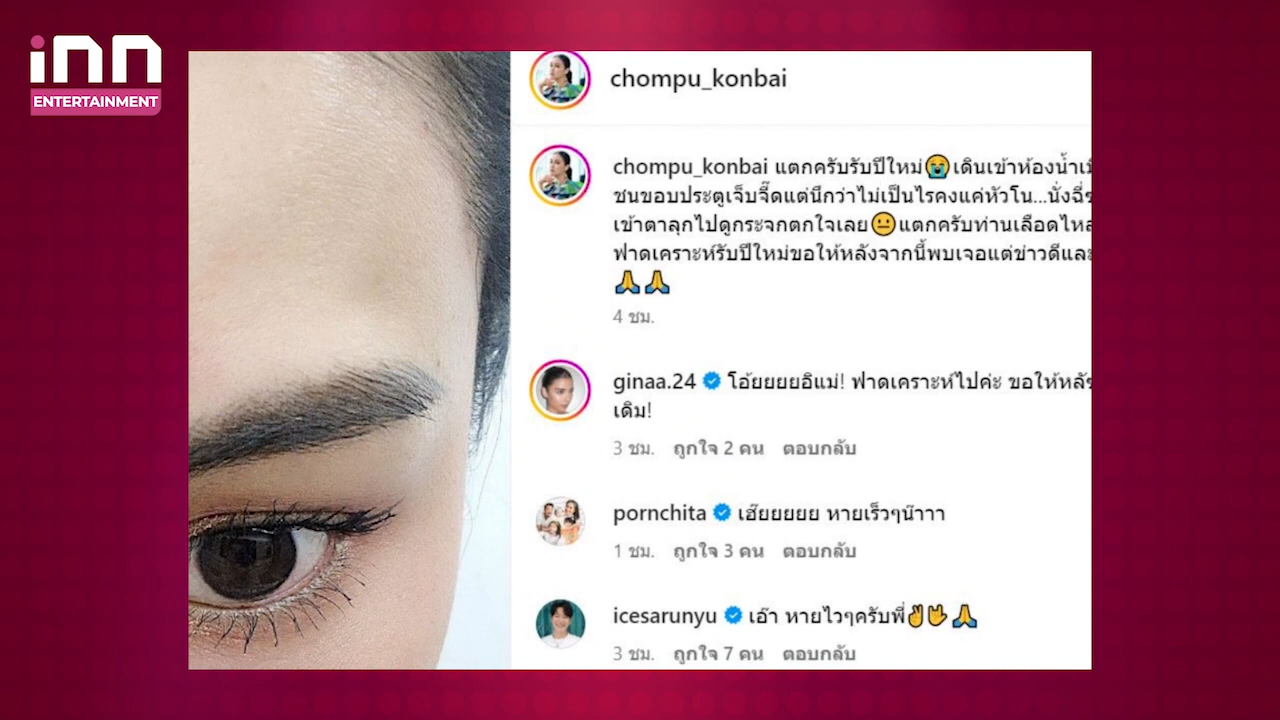 inn
ENTERTAINMENT
chompu_konbai
chompu_konbai แตกครับรับปีใหม่😭เดินเข้าห้องน้ำ
ชนขอบประตูเจ็บจี๊ดแต่นึกว่าไม่เป็นไรคงแค่หัวโน...นั่งฉี่
เข้าตาลุกไปดูกระจกตกใจเลย😐แตกครับท่านเลือดไหล
ฟาดเคราะห์รับปีใหม่ขอให้หลังจากนี้พบเจอแต่ข่าวดีและ
🙏🙏
4 ชม.
ginaa.24 โอ้ยยยยอิแม่! ฟาดเคราะห์ไปค่ะ ขอให้หลัง
เดิม!
3 ชม. ถูกใจ 2 คน ตอบกลับ
pornchita เฮ๊ยยยยย หายเร็วๆน๊าาา
1 ชม. ถูกใจ 3 คน ตอบกลับ
icesarunyu เอ๊า หายไวๆครับพี่✌🤟🙏
3 ชม. ถูกใจ 7 คน ตอบกลับ